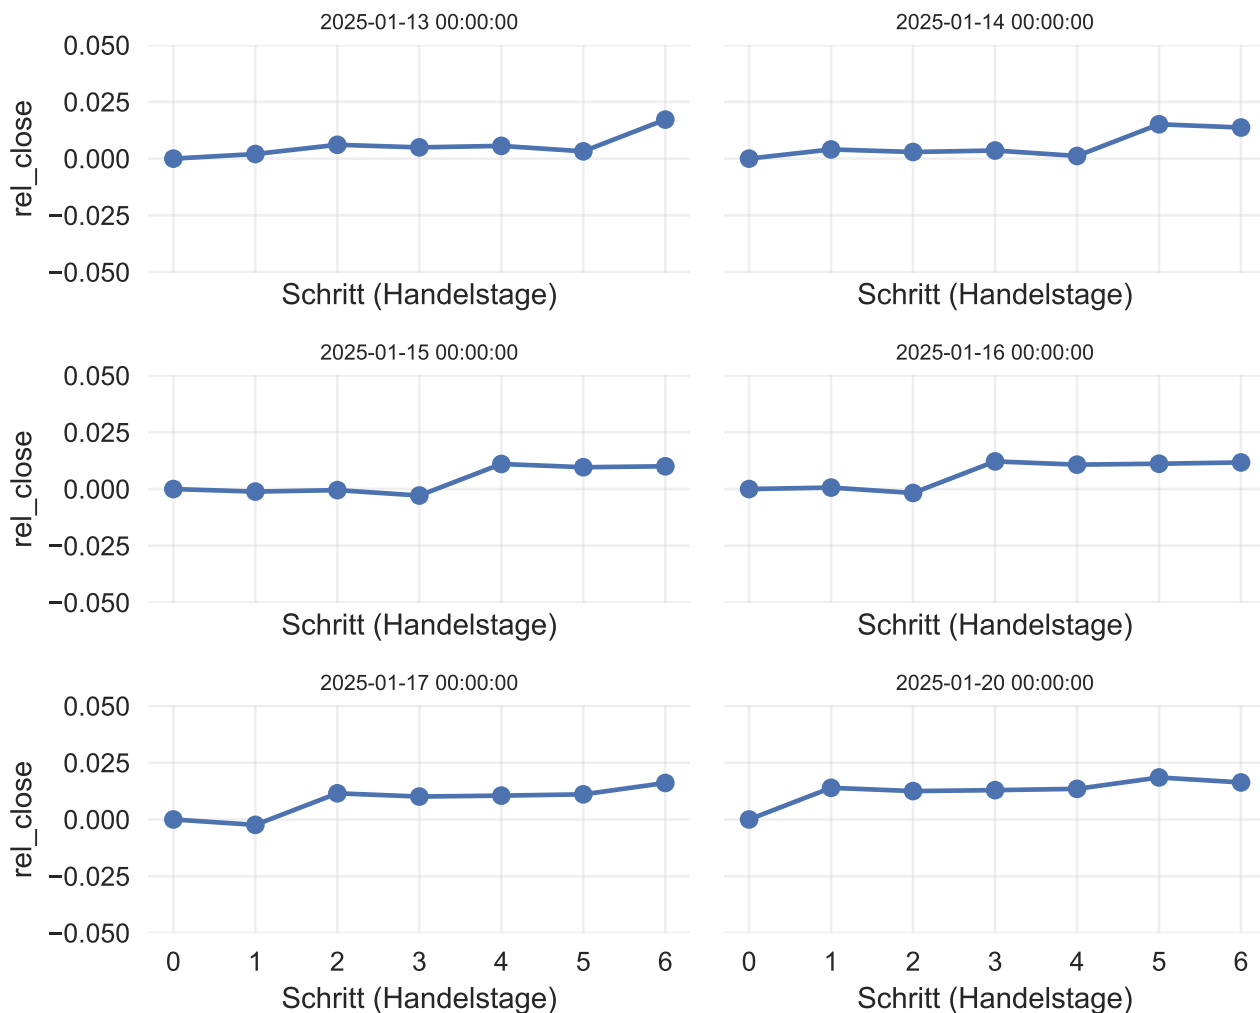 2025-01-13 00:00:00
2025-01-14 00:00:00
0.050
0.025
0.000
−0.025
−0.050
rel_close
Schritt (Handelstage)
Schritt (Handelstage)
2025-01-15 00:00:00
2025-01-16 00:00:00
0.050
0.025
0.000
−0.025
−0.050
rel_close
Schritt (Handelstage)
Schritt (Handelstage)
2025-01-17 00:00:00
2025-01-20 00:00:00
0.050
0.025
0.000
−0.025
−0.050
rel_close
0 1 2 3 4 5 6
0 1 2 3 4 5 6
Schritt (Handelstage)
Schritt (Handelstage)